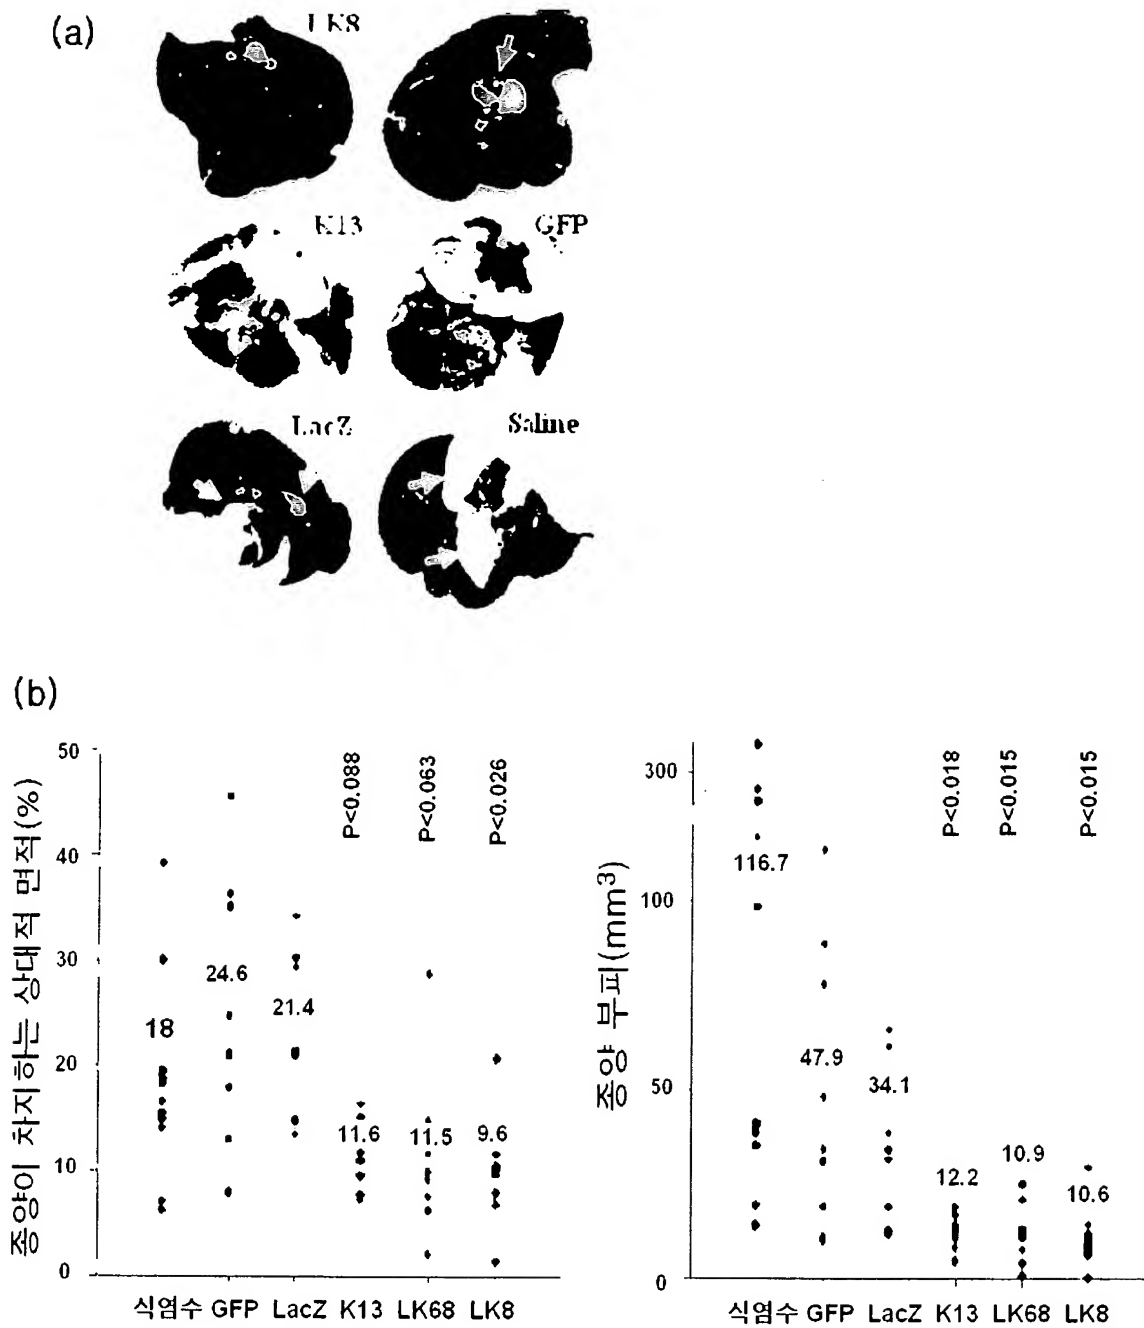 (a)
LK8
K13
GFP
LacZ
Saline
(b)
종양이 차지하는 상대적 면적(%)
50
40
30
20
10
0
P<0.088
P<0.063
P<0.026
18
24.6
21.4
11.6
11.5
9.6
식염수 GFP LacZ K13 LK68 LK8
종양 부피(mm³)
300
100
50
0
P<0.018
P<0.015
P<0.015
116.7
47.9
34.1
12.2
10.9
10.6
식염수 GFP LacZ K13 LK68 LK8